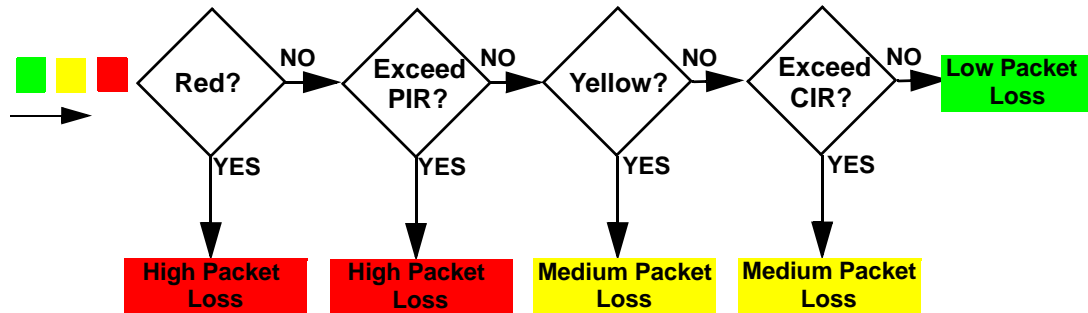 Red?
NO
Exceed
PIR?
NO
Yellow?
NO
Exceed
CIR?
NO
Low Packet
Loss
YES
YES
YES
YES
High Packet
Loss
High Packet
Loss
Medium Packet
Loss
Medium Packet
Loss